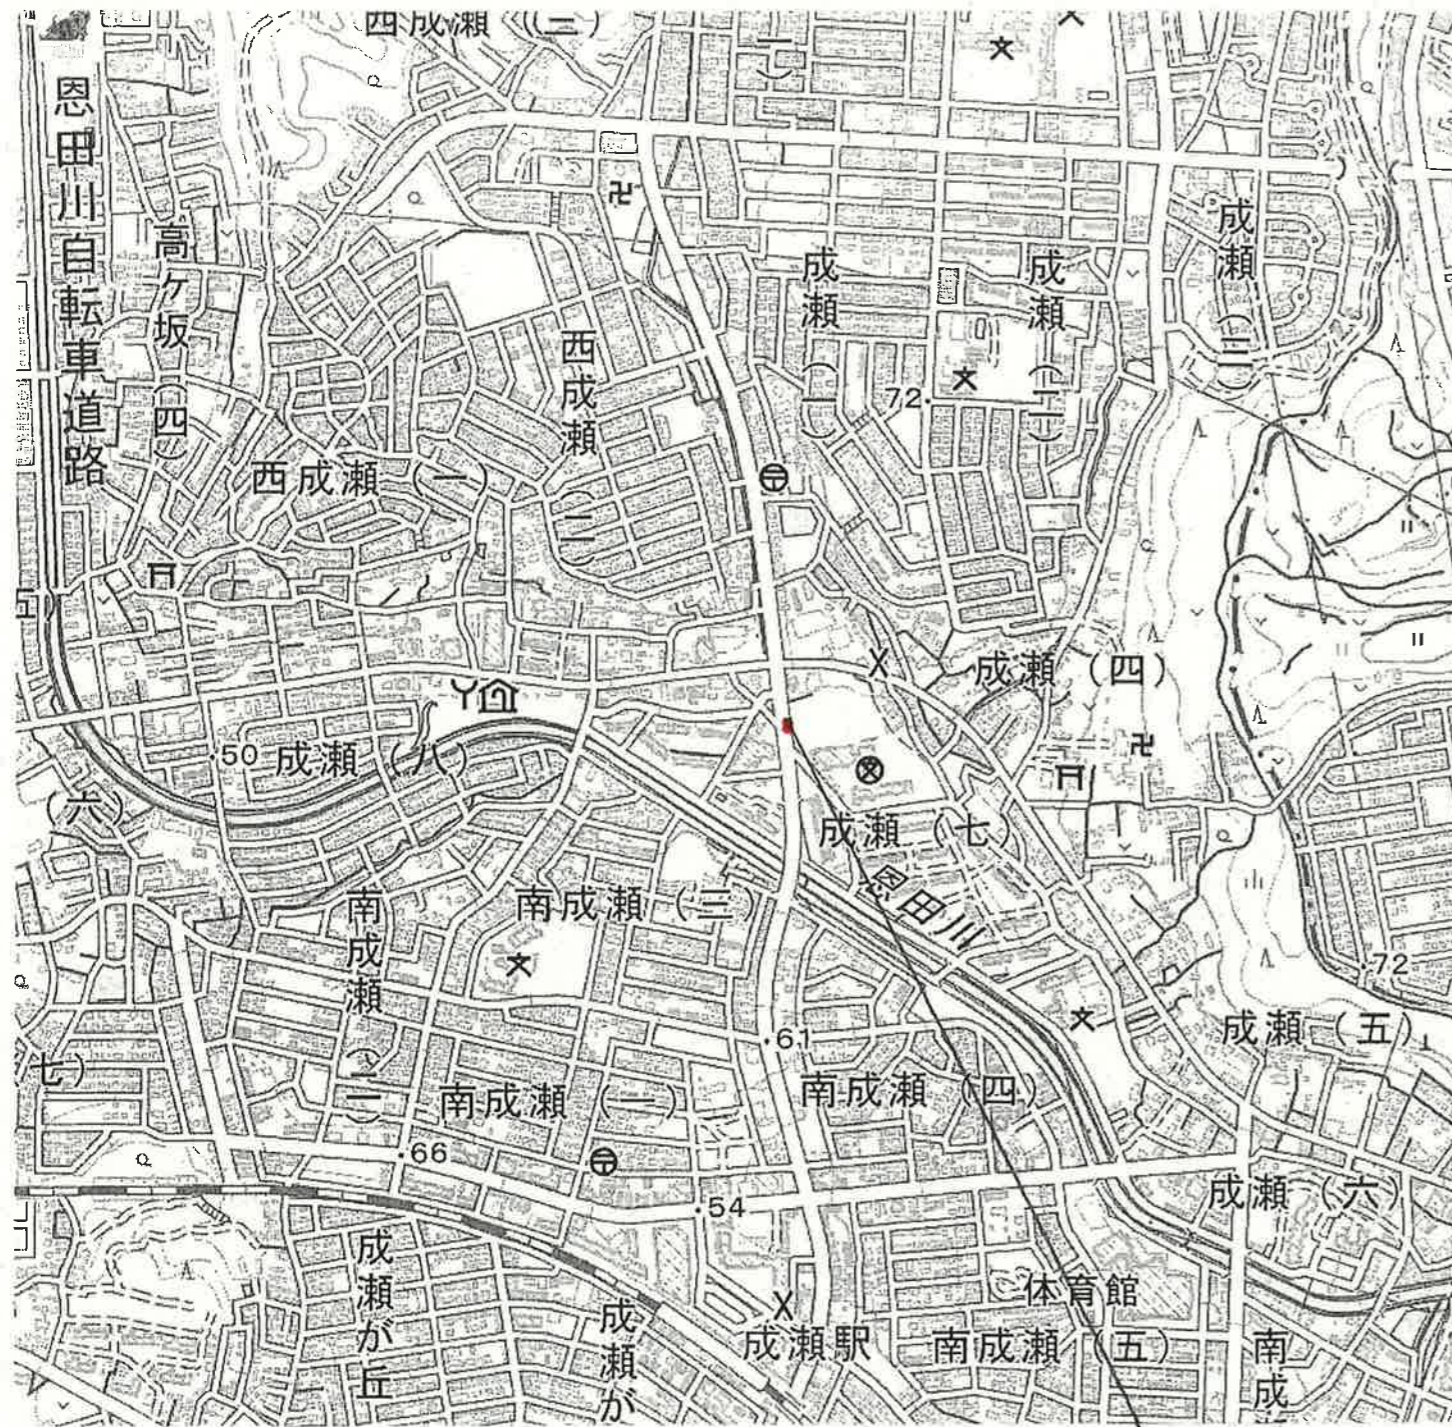 西成瀬（三）
恩田川自転車道路
高ヶ坂（四）
成瀬（一）
成瀬（二）
成瀬（三）
西成瀬（二）
72
西成瀬（一）
成瀬（四）
50
成瀬（八）
（六）
成瀬（七）
恩田川
南成瀬（三）
南成瀬（二）
72
成瀬（五）
61
七）
南成瀬（一）
南成瀬（四）
66
54
成瀬（六）
成瀬が丘
成瀬が
体育館
成瀬駅
南成瀬（五）
南成